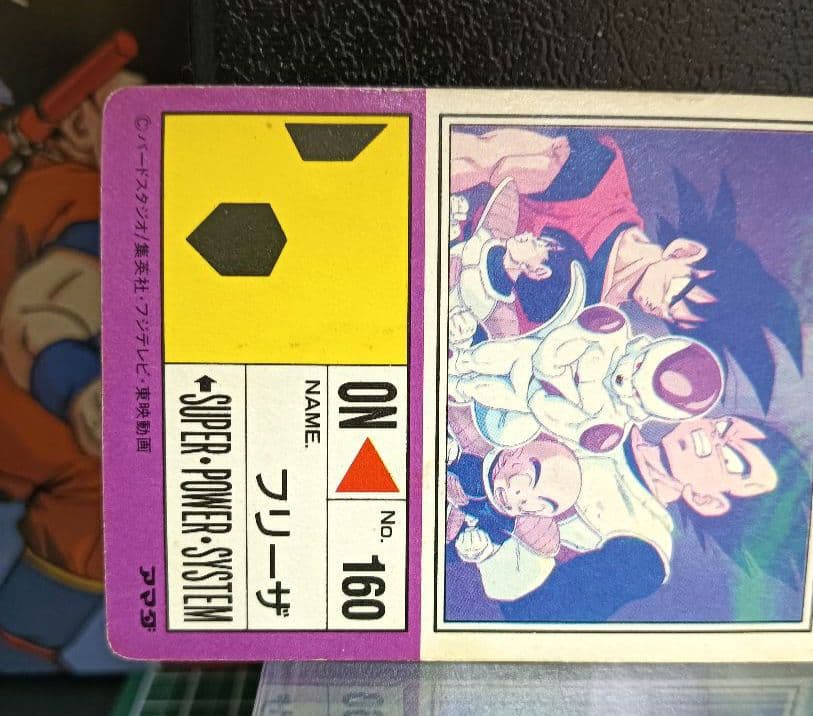 ON No. 160
NAME. フリーザ
←SUPER・POWER・SYSTEM
©バードスタジオ/集英社・フジテレビ・東映動画
アマダ